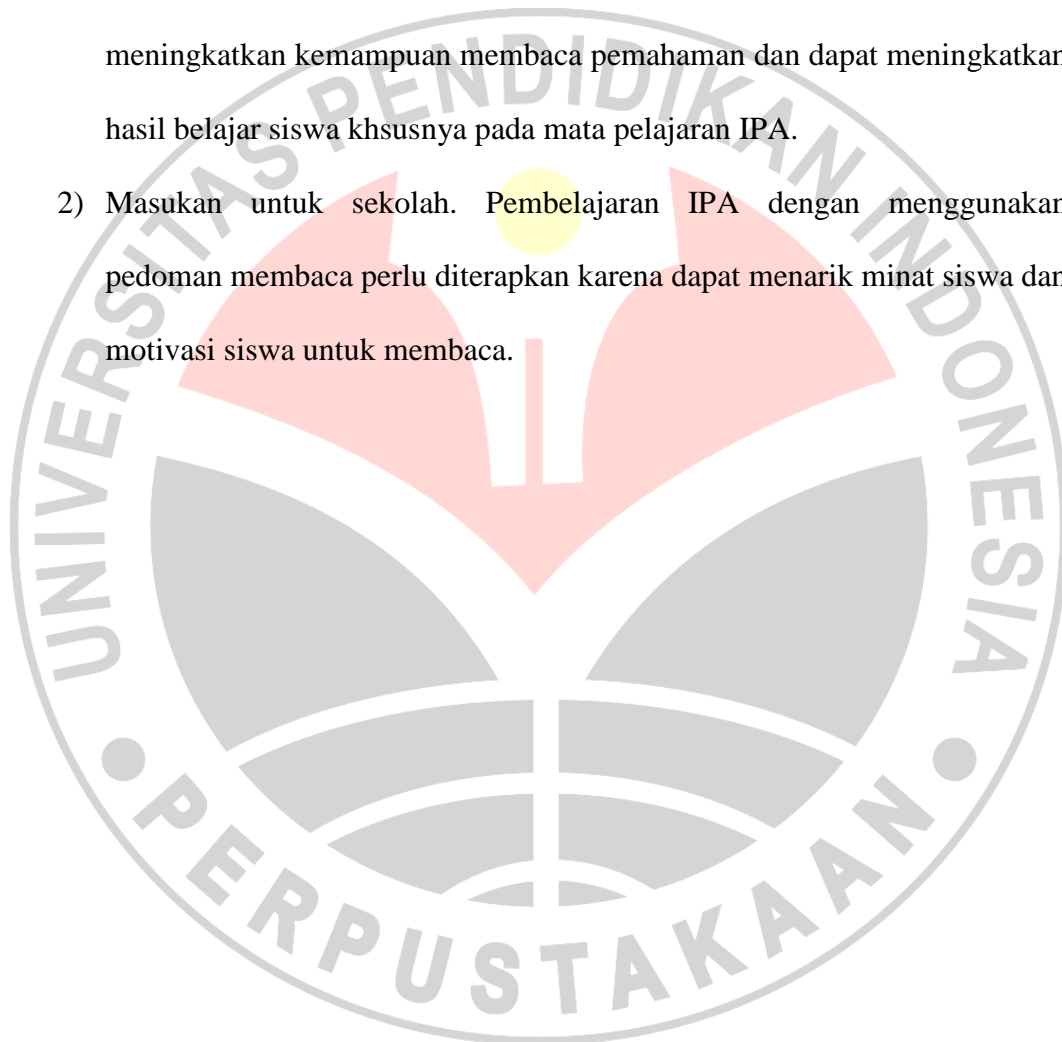 meningkatkan kemampuan membaca pemahaman dan dapat meningkatkan
hasil belajar siswa khsusnya pada mata pelajaran IPA.
2) Masukan untuk sekolah. Pembelajaran IPA dengan menggunakan
pedoman membaca perlu diterapkan karena dapat menarik minat siswa dan
motivasi siswa untuk membaca.
UNIVERSITAS PENDIDIKAN INDONESIA
PERPUSTAKAAN